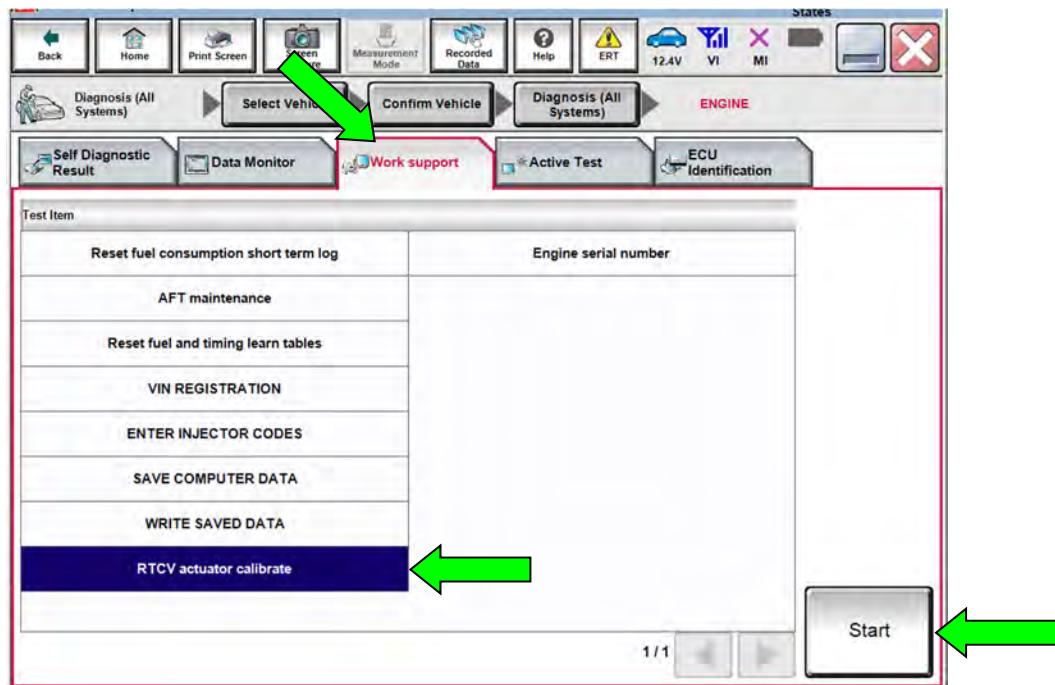 States
Back
Home
Print Screen
Screen
Measurement
Mode
Recorded
Data
Help
ERT
12.4V
VI
MI
Diagnosis (All
Systems)
Select Vehic
Confirm Vehicle
Diagnosis (All
Systems)
ENGINE
Self Diagnostic
Result
Data Monitor
Work support
Active Test
ECU
Identification
Test Item
Reset fuel consumption short term log
Engine serial number
AFT maintenance
Reset fuel and timing learn tables
VIN REGISTRATION
ENTER INJECTOR CODES
SAVE COMPUTER DATA
WRITE SAVED DATA
RTCV actuator calibrate
1/1
Start